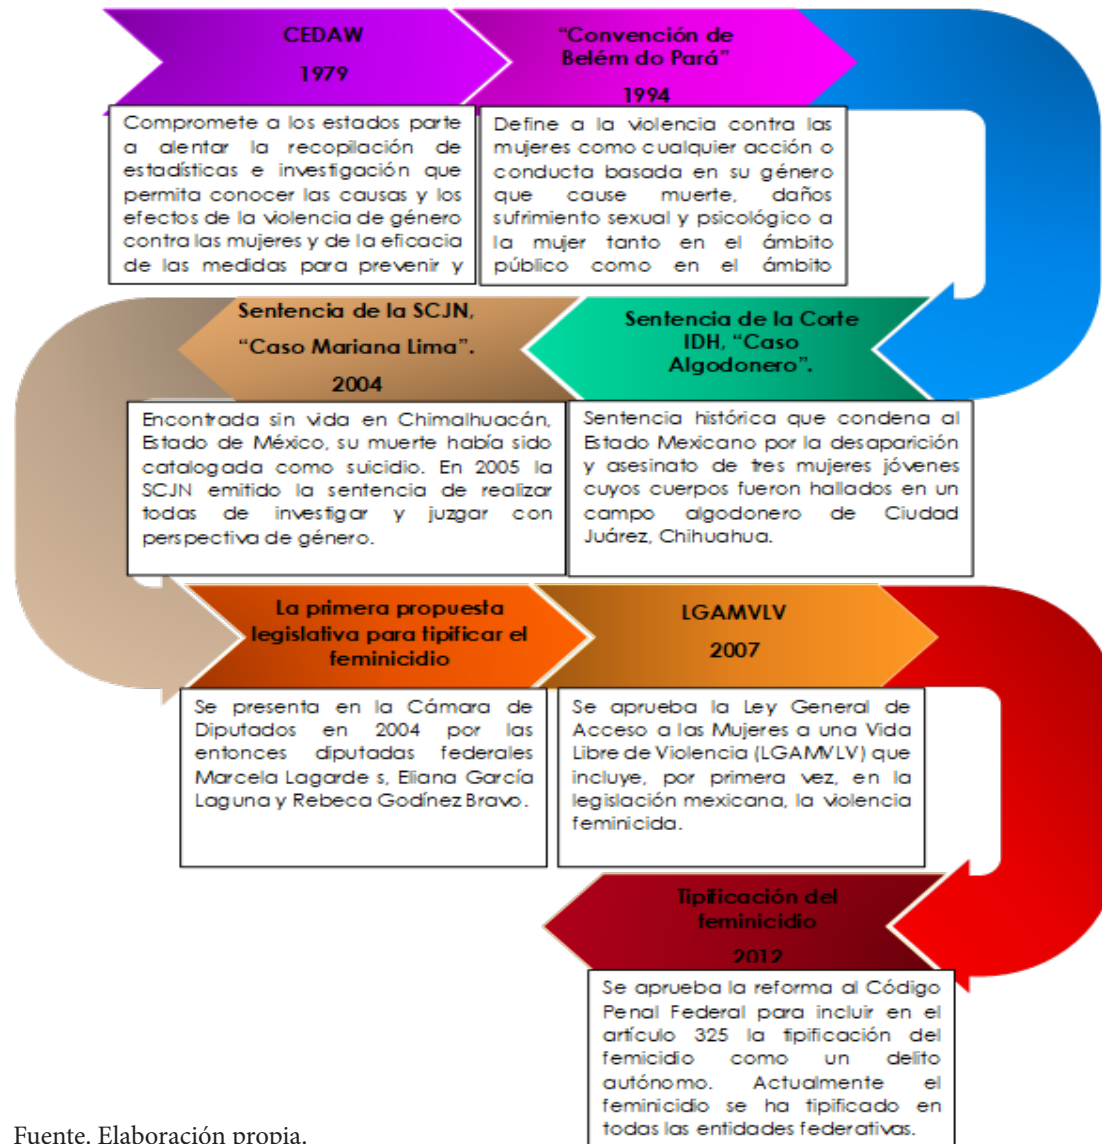 CEDAW
1979
Compromete a los estados parte
a alentar la recopilación de
estadísticas e investigación que
permita conocer las causas y los
efectos de la violencia de género
contra las mujeres y de la eficacia
de las medidas para prevenir y
“Convención de
Belém do Pará”
1994
Define a la violencia contra las
mujeres como cualquier acción o
conducta basada en su género
que cause muerte, daños
sufrimiento sexual y psicológico a
la mujer tanto en el ámbito
público como en el ámbito
Sentencia de la Corte
IDH, “Caso
Algodonero”.
Sentencia histórica que condena al
Estado Mexicano por la desaparición
y asesinato de tres mujeres jóvenes
cuyos cuerpos fueron hallados en un
campo algodonero de Ciudad
Juárez, Chihuahua.
Sentencia de la SCJN,
“Caso Mariana Lima”.
2004
Encontrada sin vida en Chimalhuacán,
Estado de México, su muerte había sido
catalogada como suicidio. En 2005 la
SCJN emitido la sentencia de realizar
todas de investigar y juzgar con
perspectiva de género.
La primera propuesta
legislativa para tipificar el
feminicidio
Se presenta en la Cámara de
Diputados en 2004 por las
entonces diputadas federales
Marcela Lagarde s, Eliana García
Laguna y Rebeca Godínez Bravo.
LGAMVLV
2007
Se aprueba la Ley General de
Acceso a las Mujeres a una Vida
Libre de Violencia (LGAMVLV) que
incluye, por primera vez, en la
legislación mexicana, la violencia
feminicida.
Tipificación del
feminicidio
2012
Se aprueba la reforma al Código
Penal Federal para incluir en el
artículo 325 la tipificación del
femicidio como un delito
autónomo. Actualmente el
feminicidio se ha tipificado en
todas las entidades federativas.
Fuente. Elaboración propia.